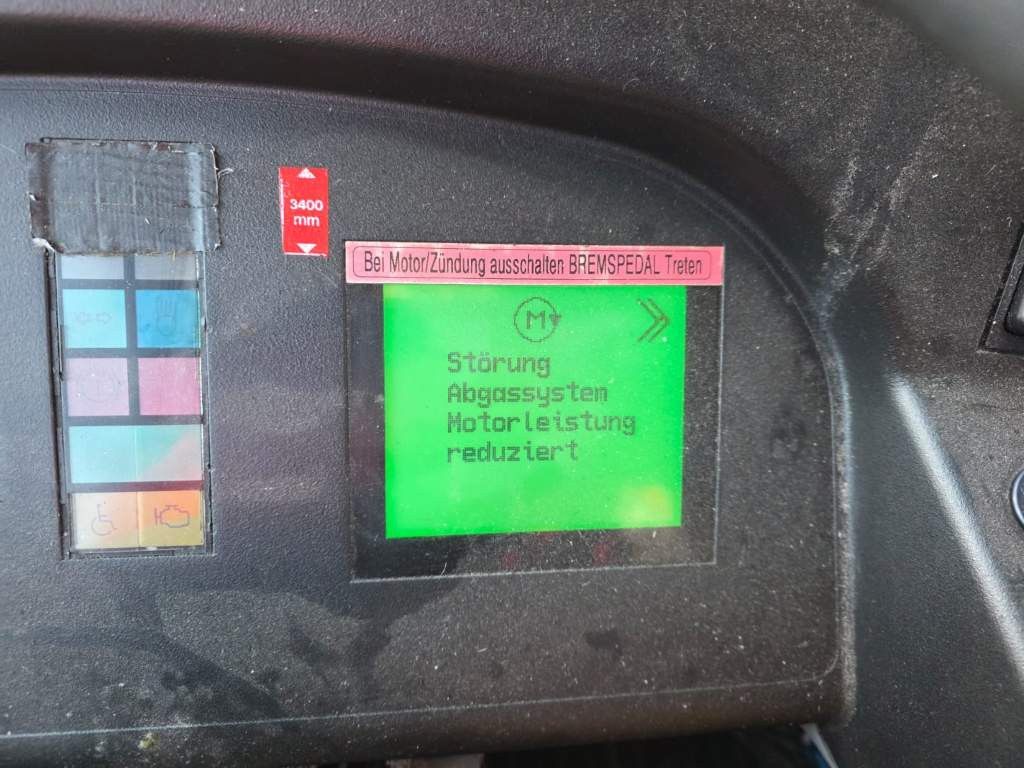 3400
mm
Bei Motor/Zündung ausschalten BREMSPEDAL Treten
M
Störung
Abgassystem
Motorleistung
reduziert